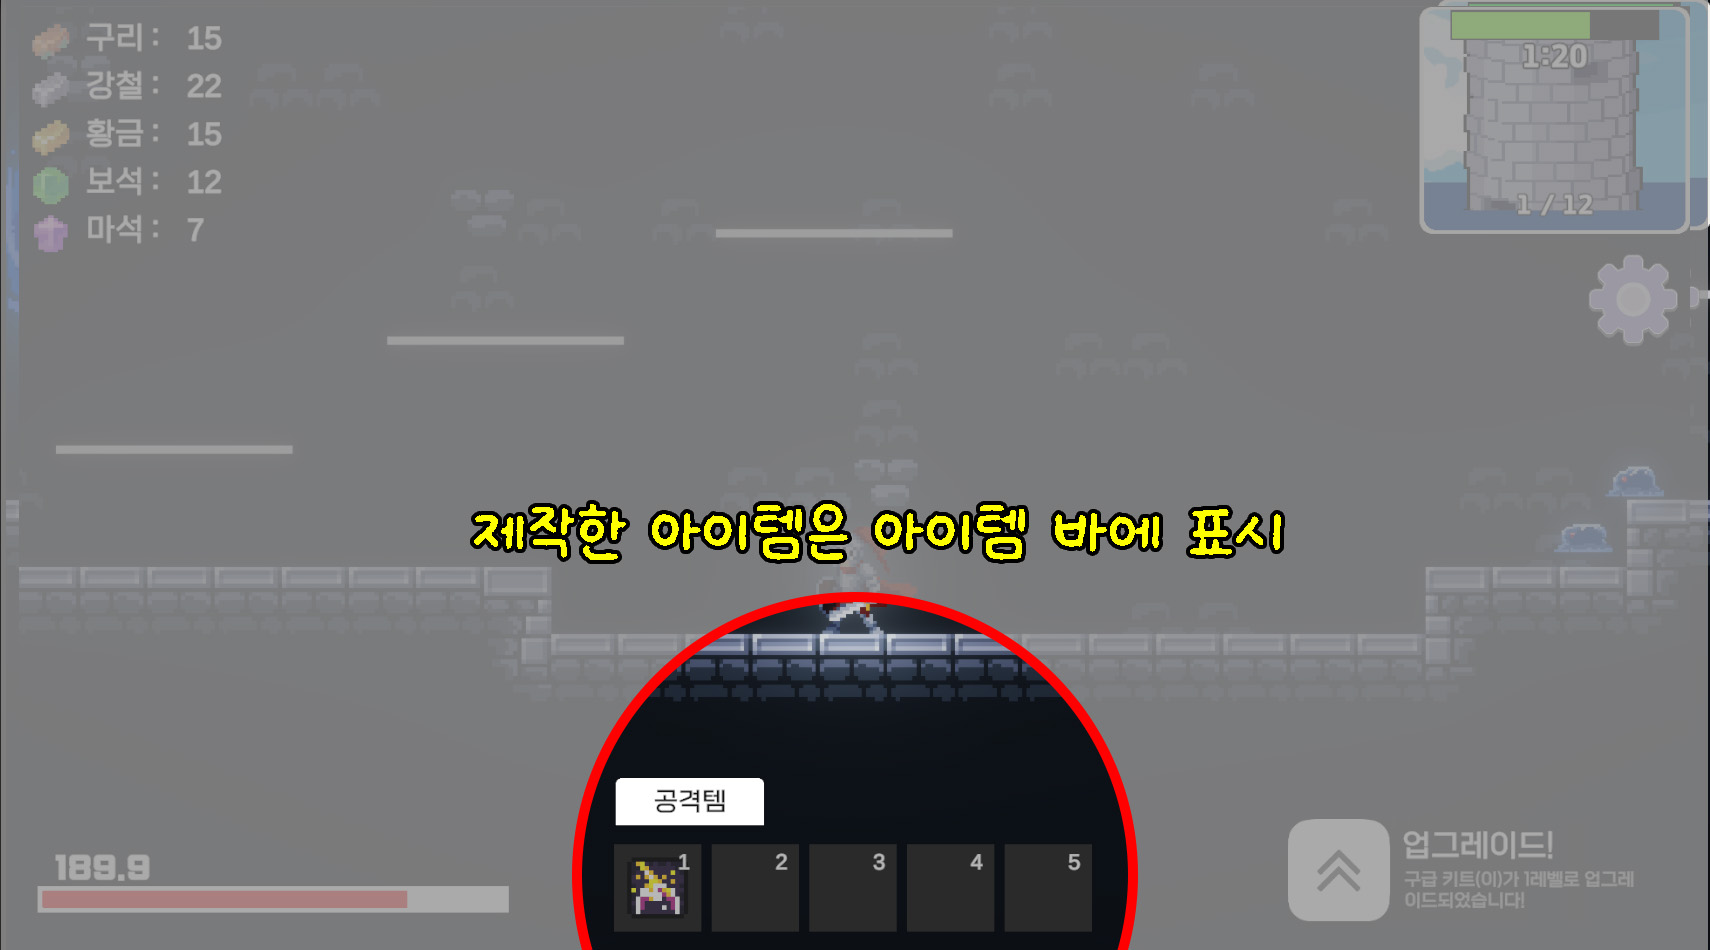 구리 : 15
강철 : 22
황금 : 15
보석 : 12
마석 : 7
1:20
1 / 12
제작한 아이템은 아이템 바에 표시
공격템
1 2 3 4 5
189.9
업그레이드!
구급 키트(이)가 1레벨로 업그레
이드되었습니다!